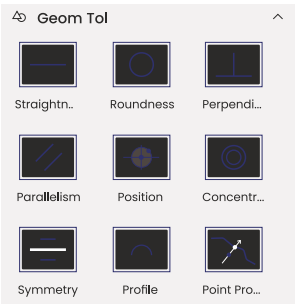 Geom Tol
Straightn.. Roundness Perpendi...
Parallelism Position Concentr...
Symmetry Profile Point Pro...